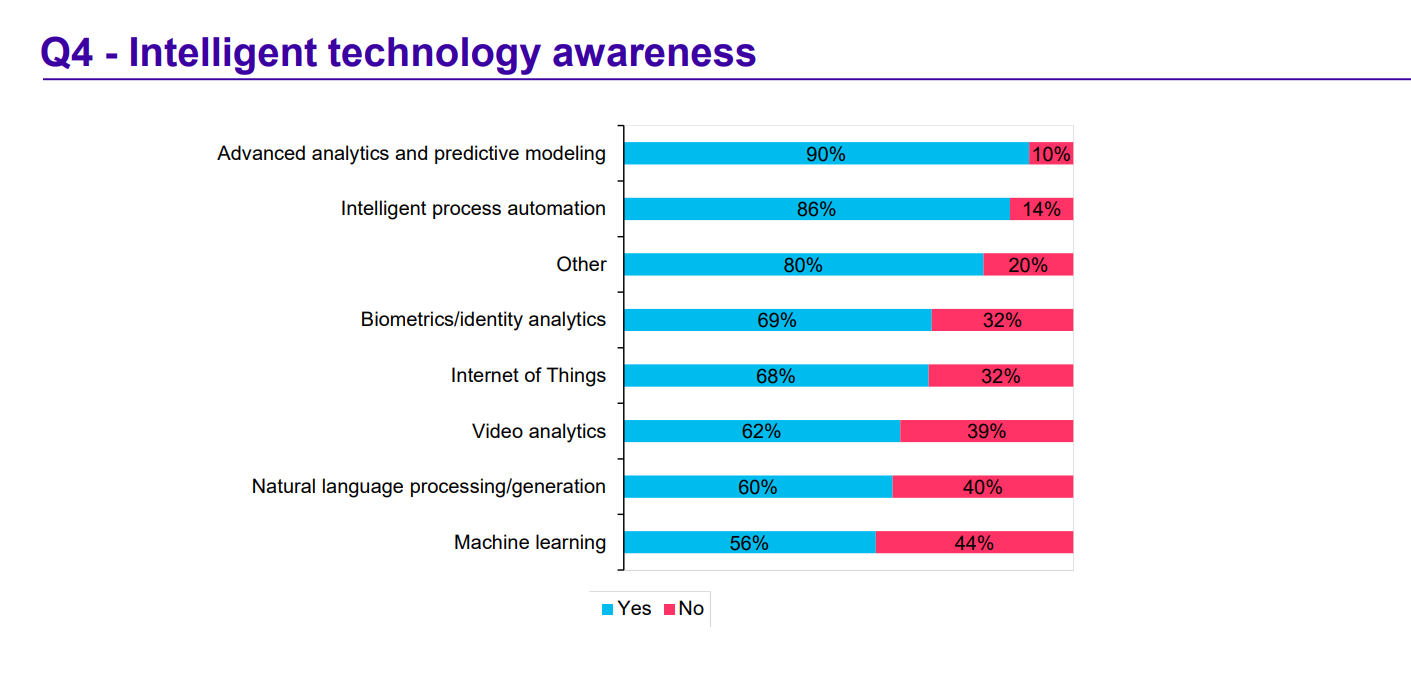 Q4 - Intelligent technology awareness
Advanced analytics and predictive modeling 90% 10%
Intelligent process automation 86% 14%
Other 80% 20%
Biometrics/identity analytics 69% 32%
Internet of Things 68% 32%
Video analytics 62% 39%
Natural language processing/generation 60% 40%
Machine learning 56% 44%
Yes No